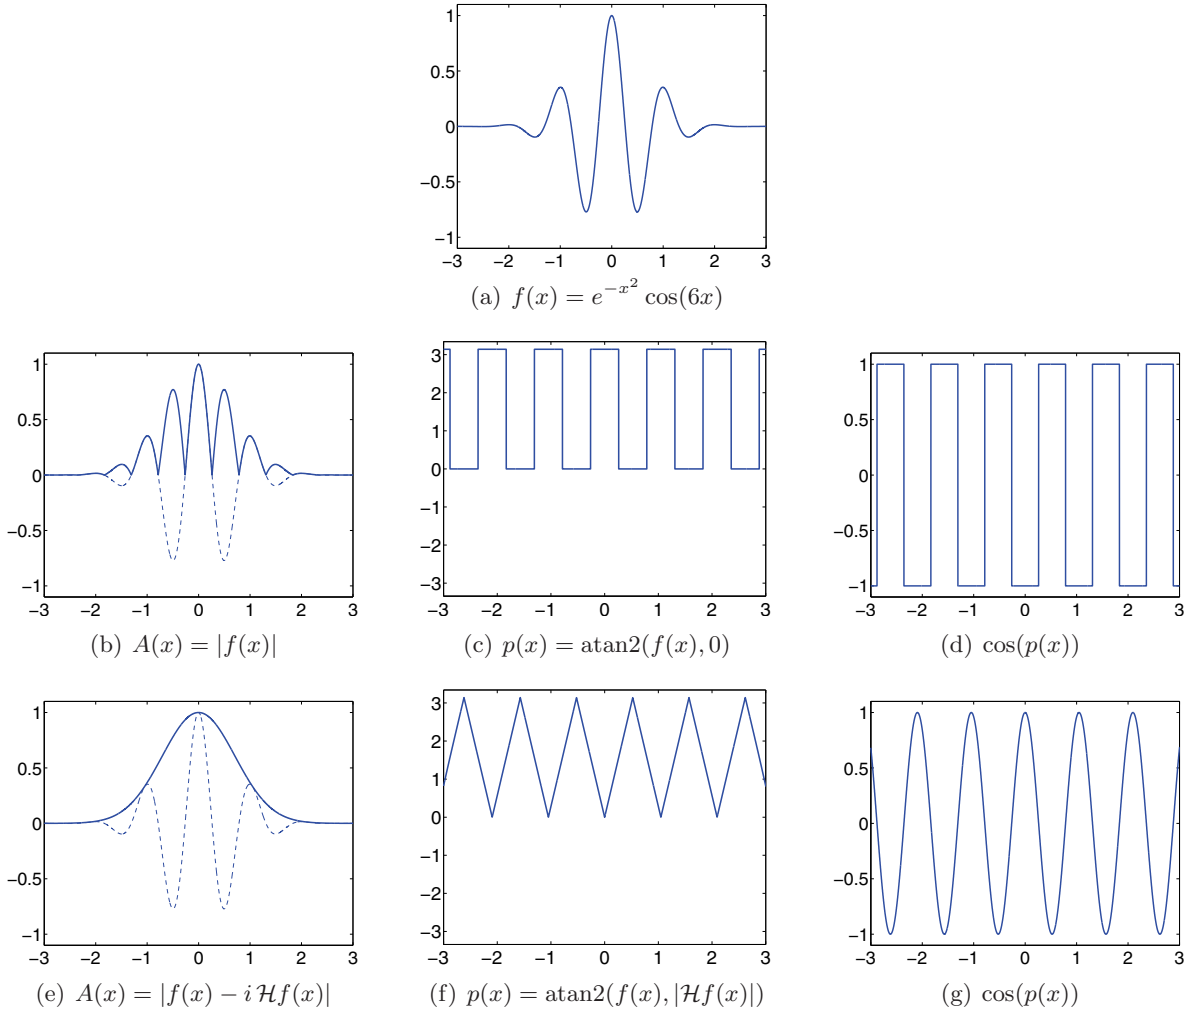 1
0.5
0
−0.5
−1
−3 −2 −1 0 1 2 3
(a) f(x) = e^{−x^2} cos(6x)
1
0.5
0
−0.5
−1
−3 −2 −1 0 1 2 3
(b) A(x) = |f(x)|
3
2
1
0
−1
−2
−3
−3 −2 −1 0 1 2 3
(c) p(x) = atan2(f(x), 0)
1
0.5
0
−0.5
−1
−3 −2 −1 0 1 2 3
(d) cos(p(x))
1
0.5
0
−0.5
−1
−3 −2 −1 0 1 2 3
(e) A(x) = |f(x) − i ℋf(x)|
3
2
1
0
−1
−2
−3
−3 −2 −1 0 1 2 3
(f) p(x) = atan2(f(x), |ℋf(x)|)
1
0.5
0
−0.5
−1
−3 −2 −1 0 1 2 3
(g) cos(p(x))